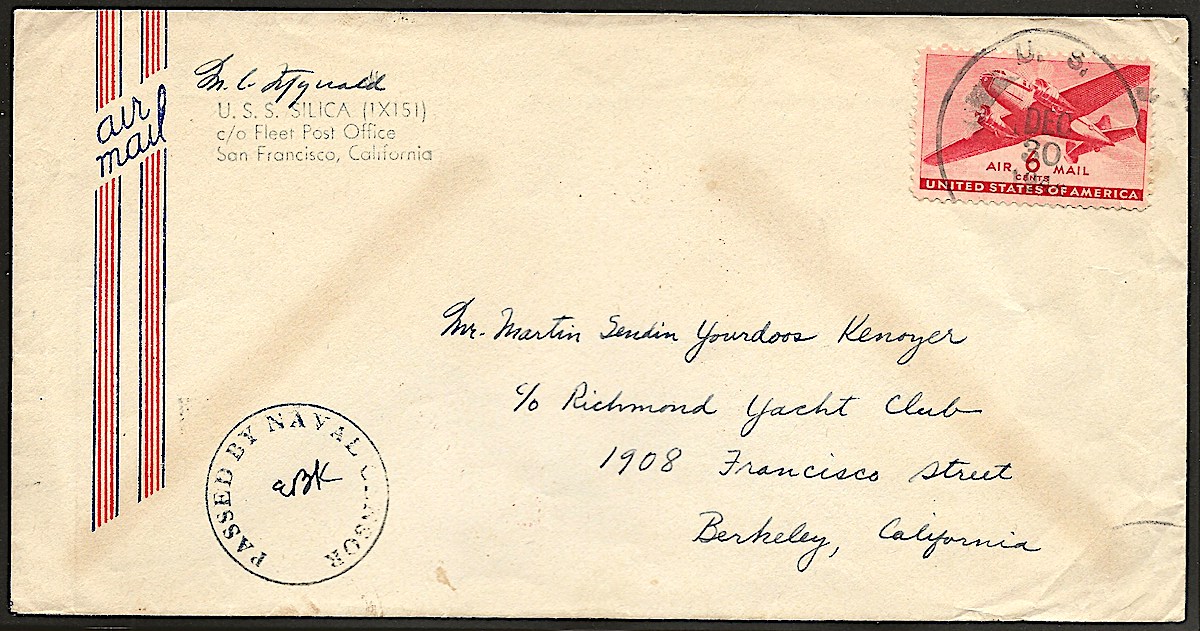 air
mail
M. C.
U. S. S. SILICA (IX151)
c/o Fleet Post Office
San Francisco, California
U. S.
DEC
30
AIR 6 MAIL
CENTS
UNITED STATES OF AMERICA
Mr. Martin Sendin Yourdoos Kenoyer
c/o Richmond Yacht Club
1908 Francisco Street
Berkeley, California
PASSED BY NAVAL CENSOR